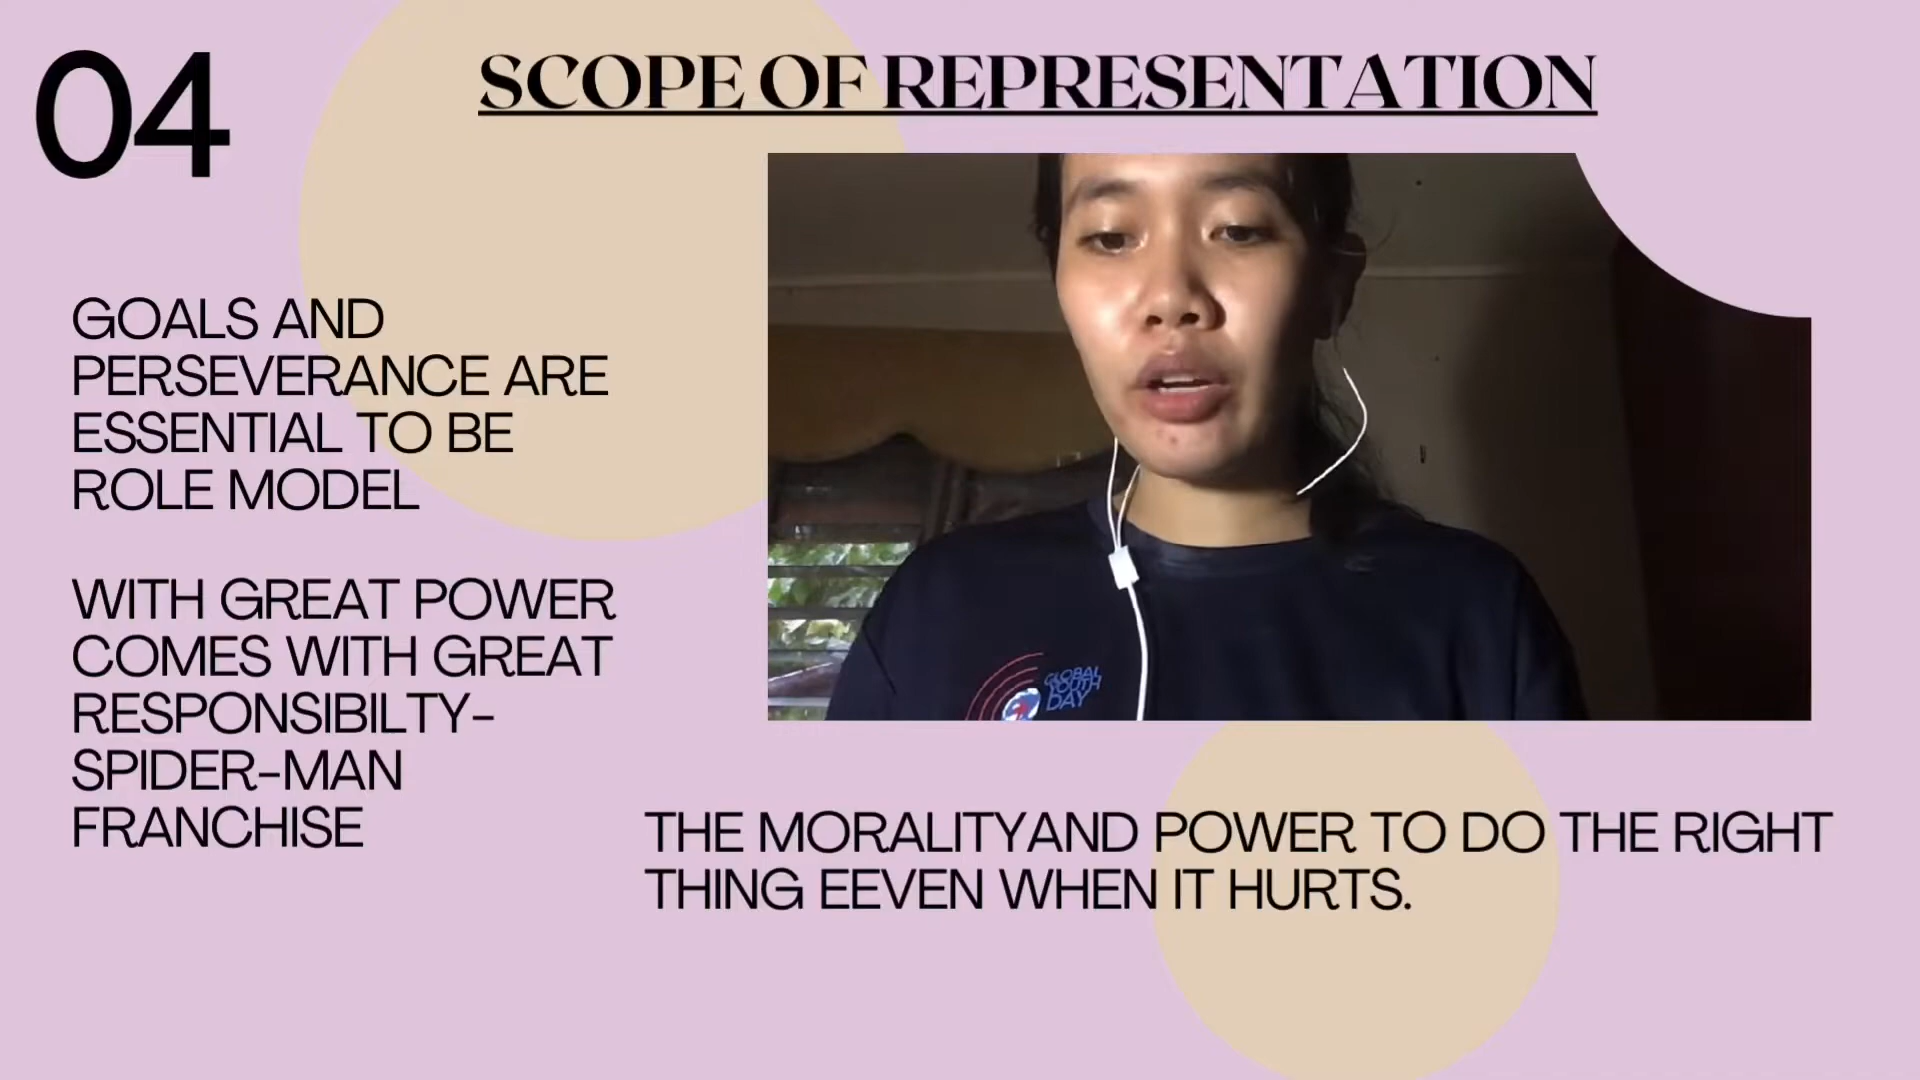 04
SCOPE OF REPRESENTATION
GOALS AND
PERSEVERANCE ARE
ESSENTIAL TO BE
ROLE MODEL
WITH GREAT POWER
COMES WITH GREAT
RESPONSIBILTY-
SPIDER-MAN
FRANCHISE
GLOBAL
YOUTH
DAY
THE MORALITYAND POWER TO DO THE RIGHT
THING EEVEN WHEN IT HURTS.